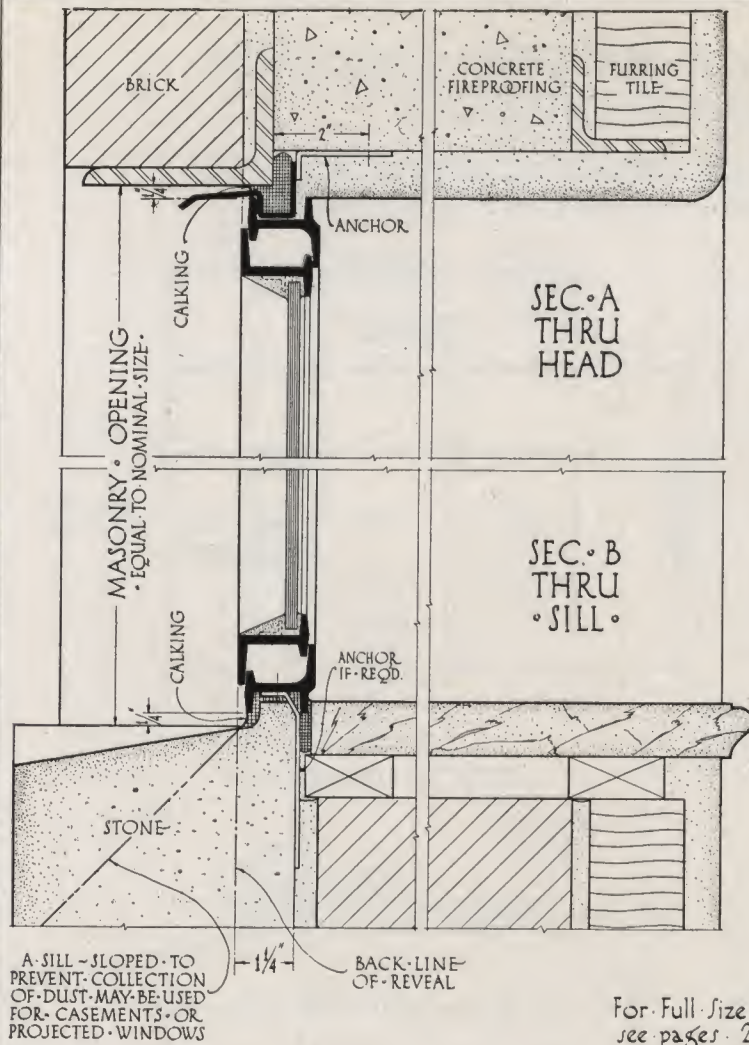 BRICK
CONCRETE
FIREPROOFING
FURRING
TILE
2"
1/4"
ANCHOR
CALKING
SEC. A
THRU
HEAD
MASONRY • OPENING
• EQUAL TO NOMINAL SIZE •
SEC. B
THRU
• SILL •
CALKING
ANCHOR
IF REQ'D.
1/4"
STONE
A SILL ~ SLOPED TO
PREVENT COLLECTION
OF DUST MAY BE USED
FOR CASEMENTS OR
PROJECTED WINDOWS
1 1/4"
BACK LINE
OF REVEAL
For Full Size
see pages 2